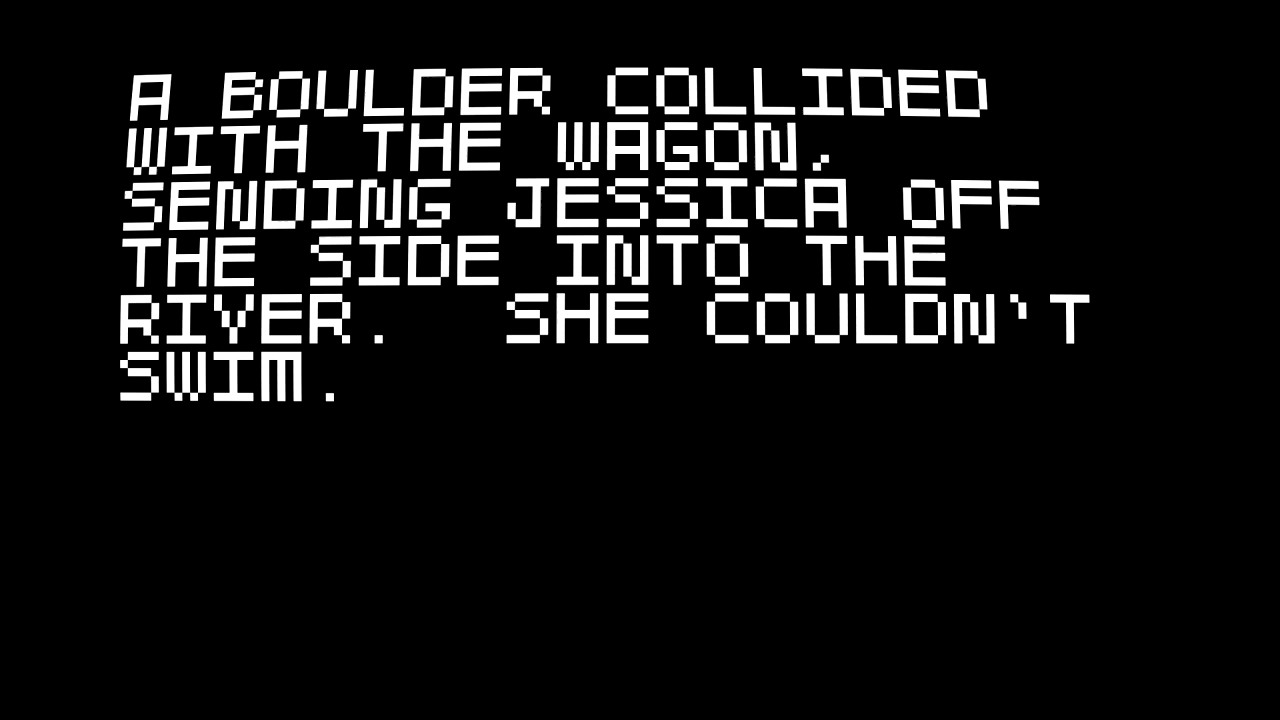 A BOULDER COLLIDED
WITH THE WAGON,
SENDING JESSICA OFF
THE SIDE INTO THE
RIVER.  SHE COULDN'T
SWIM.